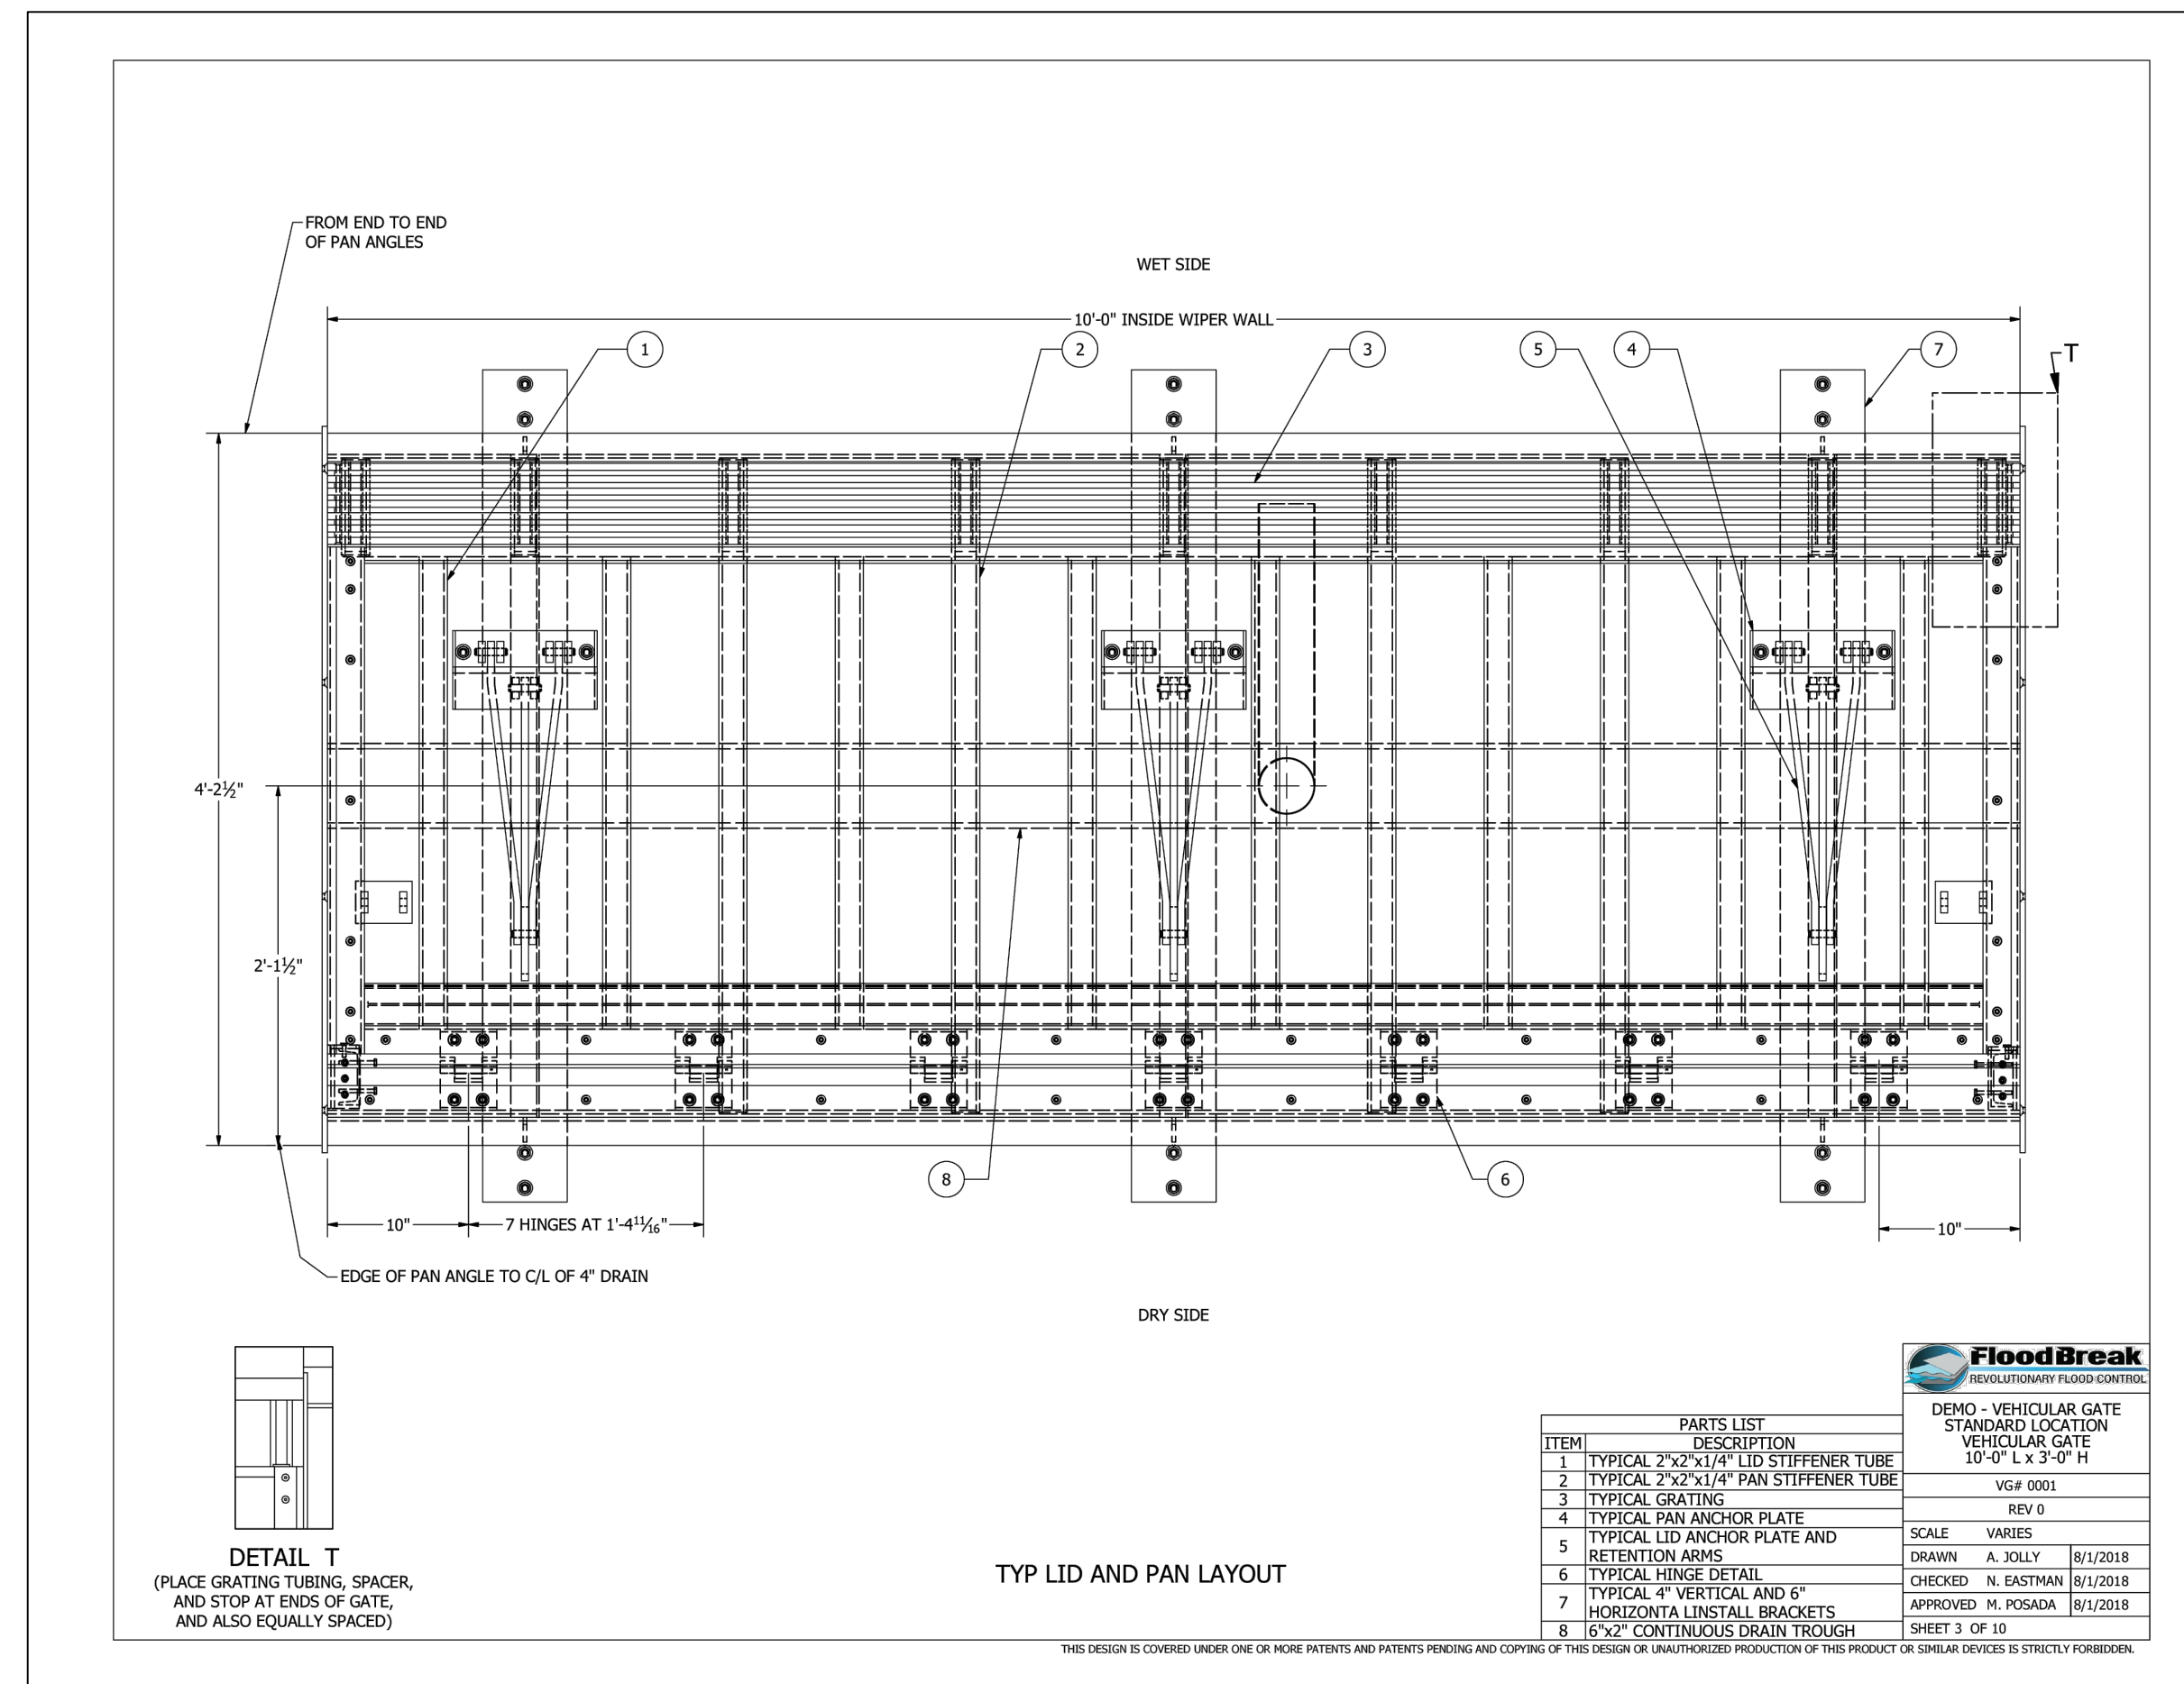 FROM END TO END
OF PAN ANGLES
WET SIDE
10'-0" INSIDE WIPER WALL
1
2
3
5
4
7
T
4'-2½"
2'-1½"
8
6
10"
7 HINGES AT 1'-4¹¹⁄₁₆"
10"
EDGE OF PAN ANGLE TO C/L OF 4" DRAIN
DRY SIDE
DETAIL T
(PLACE GRATING TUBING, SPACER,
AND STOP AT ENDS OF GATE,
AND ALSO EQUALLY SPACED)
TYP LID AND PAN LAYOUT
PARTS LIST
ITEM DESCRIPTION
1 TYPICAL 2"x2"x1/4" LID STIFFENER TUBE
2 TYPICAL 2"x2"x1/4" PAN STIFFENER TUBE
3 TYPICAL GRATING
4 TYPICAL PAN ANCHOR PLATE
5 TYPICAL LID ANCHOR PLATE AND
RETENTION ARMS
6 TYPICAL HINGE DETAIL
7 TYPICAL 4" VERTICAL AND 6"
HORIZONTA LINSTALL BRACKETS
8 6"x2" CONTINUOUS DRAIN TROUGH
FloodBreak
REVOLUTIONARY FLOOD CONTROL
DEMO - VEHICULAR GATE
STANDARD LOCATION
VEHICULAR GATE
10'-0" L x 3'-0" H
VG# 0001
REV 0
SCALE VARIES
DRAWN A. JOLLY 8/1/2018
CHECKED N. EASTMAN 8/1/2018
APPROVED M. POSADA 8/1/2018
SHEET 3 OF 10
THIS DESIGN IS COVERED UNDER ONE OR MORE PATENTS AND PATENTS PENDING AND COPYING OF THIS DESIGN OR UNAUTHORIZED PRODUCTION OF THIS PRODUCT OR SIMILAR DEVICES IS STRICTLY FORBIDDEN.